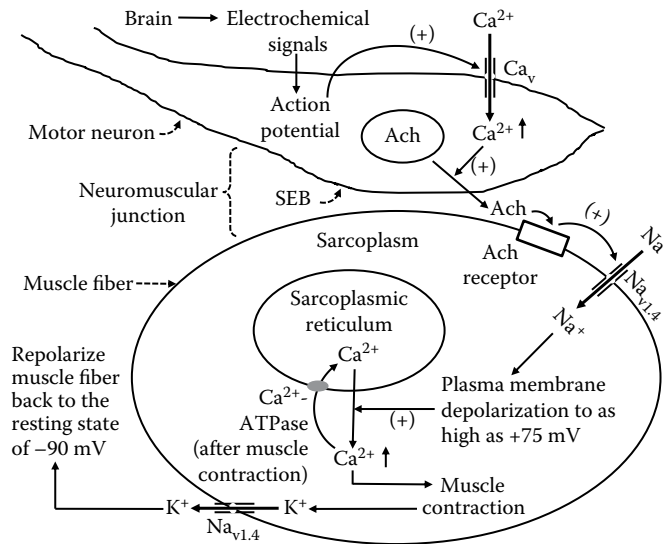 Brain
Electrochemical
signals
(+)
Ca²⁺
Caᵥ
Action
potential
Motor neuron
Ach
Ca²⁺
(+)
Neuromuscular
junction
SEB
Ach
(+)
Na
Sarcoplasm
Ach
receptor
Muscle fiber
Naᵥ₁.₄
Na⁺
Sarcoplasmic
reticulum
Ca²⁺
Repolarize
muscle fiber
back to the
resting state
of −90 mV
Ca²⁺-
ATPase
(after muscle
contraction)
(+)
Plasma membrane
depolarization to as
high as +75 mV
Ca²⁺
Muscle
contraction
K⁺
K⁺
Naᵥ₁.₄